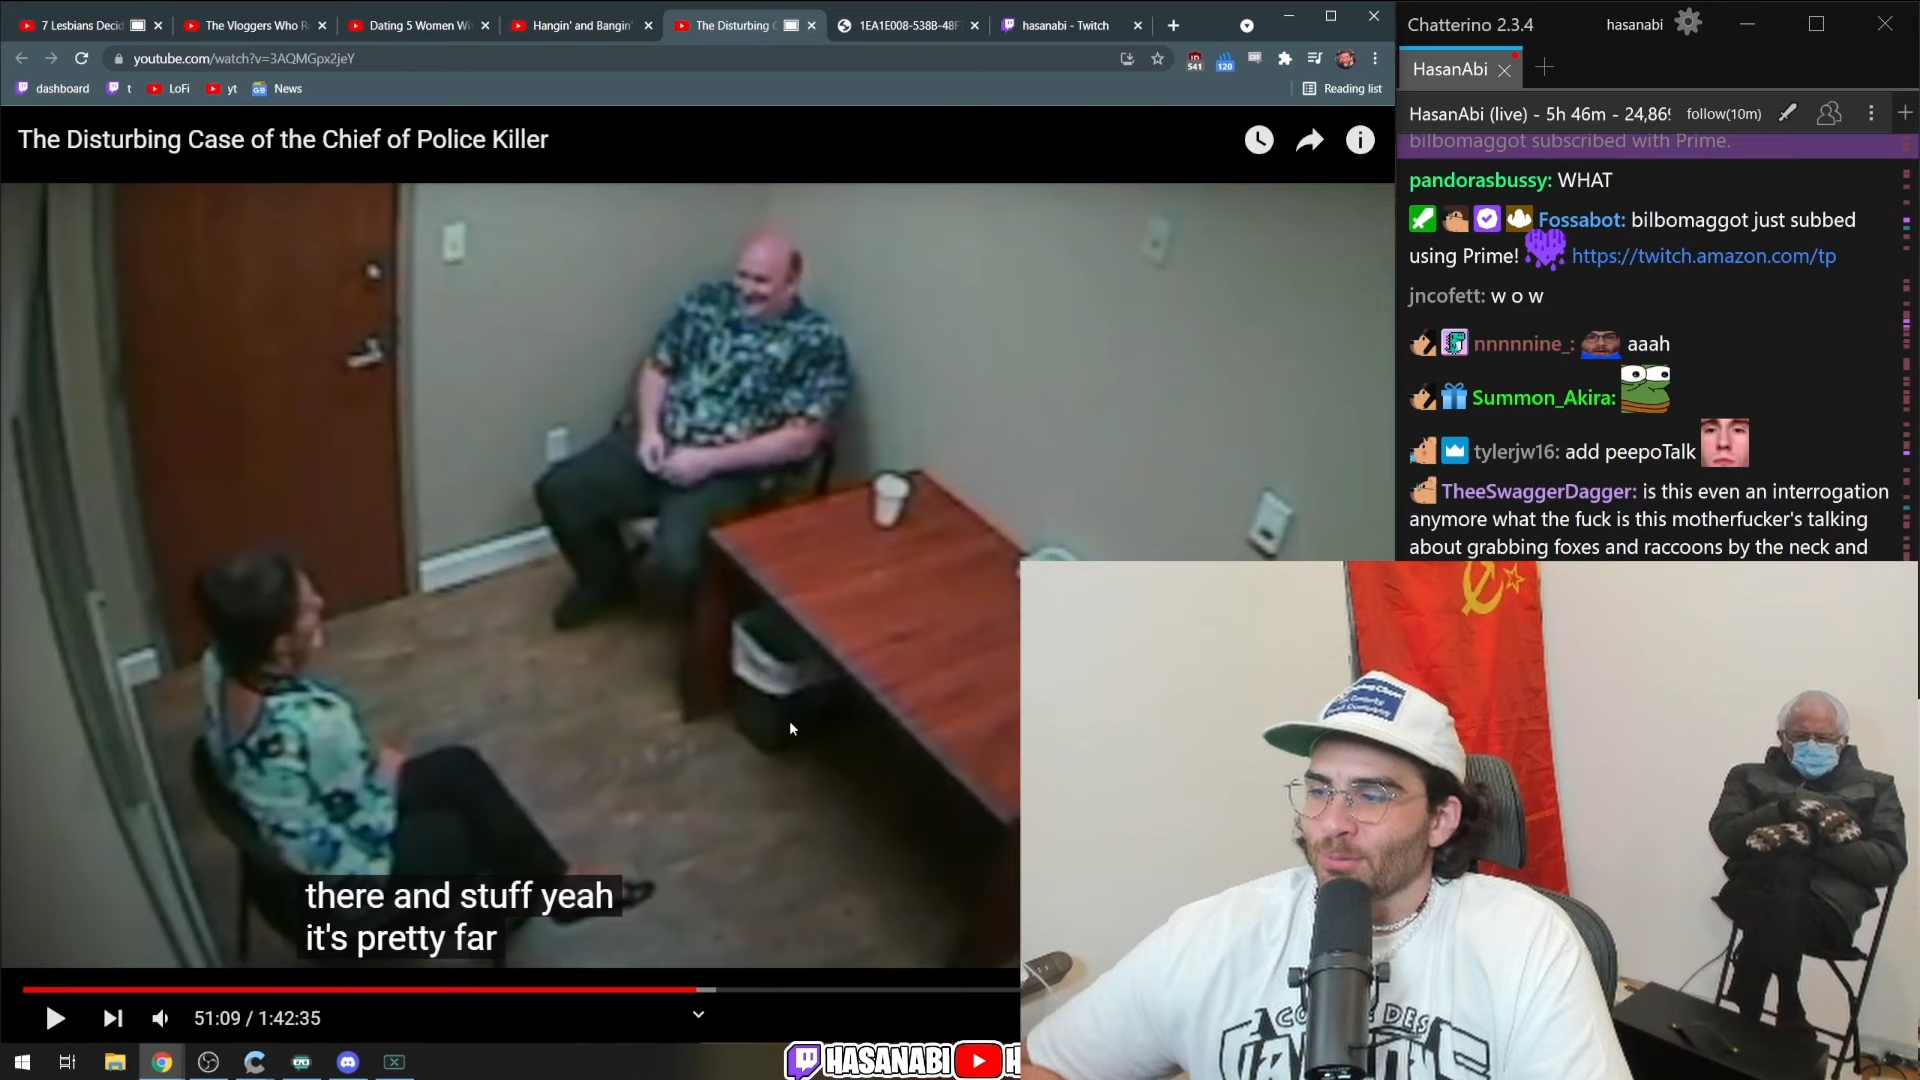 7 Lesbians Decid
The Vloggers Who R
Dating 5 Women Wi
Hangin' and Bangin'
The Disturbing C
1EA1E008-538B-48F
hasanabi - Twitch
youtube.com/watch?v=3AQMGpx2jeY
541
120
dashboard
t
LoFi
yt
News
Reading list
The Disturbing Case of the Chief of Police Killer
there and stuff yeah
it's pretty far
51:09 / 1:42:35
HASANABI
H
Chatterino 2.3.4
hasanabi
HasanAbi
HasanAbi (live) - 5h 46m - 24,869
follow(10m)
bilbomaggot subscribed with Prime.
pandorasbussy: WHAT
Fossabot: bilbomaggot just subbed
using Prime! https://twitch.amazon.com/tp
jncofett: w o w
nnnnnine_: aaah
Summon_Akira:
tylerjw16: add peepoTalk
TheeSwaggerDagger: is this even an interrogation
anymore what the fuck is this motherfucker's talking
about grabbing foxes and raccoons by the neck and